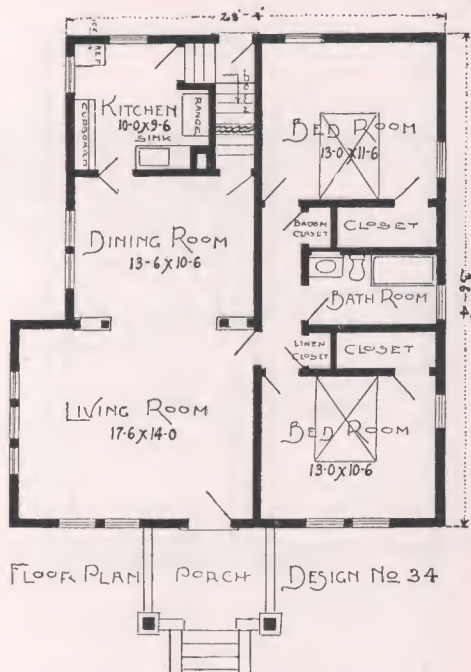 28'-4"
ICE REF
KITCHEN
10-0 X 9-6
CUPBOARD
RANGE
SINK
DOWN
BED ROOM
13-0 X 11-6
BROOM CLOSET
CLOSET
DINING ROOM
13-6 X 10-6
BATH ROOM
36-4
LINEN CLOSET
CLOSET
LIVING ROOM
17-6 X 14-0
BED ROOM
13-0 X 10-6
FLOOR PLAN
PORCH
DESIGN No 34